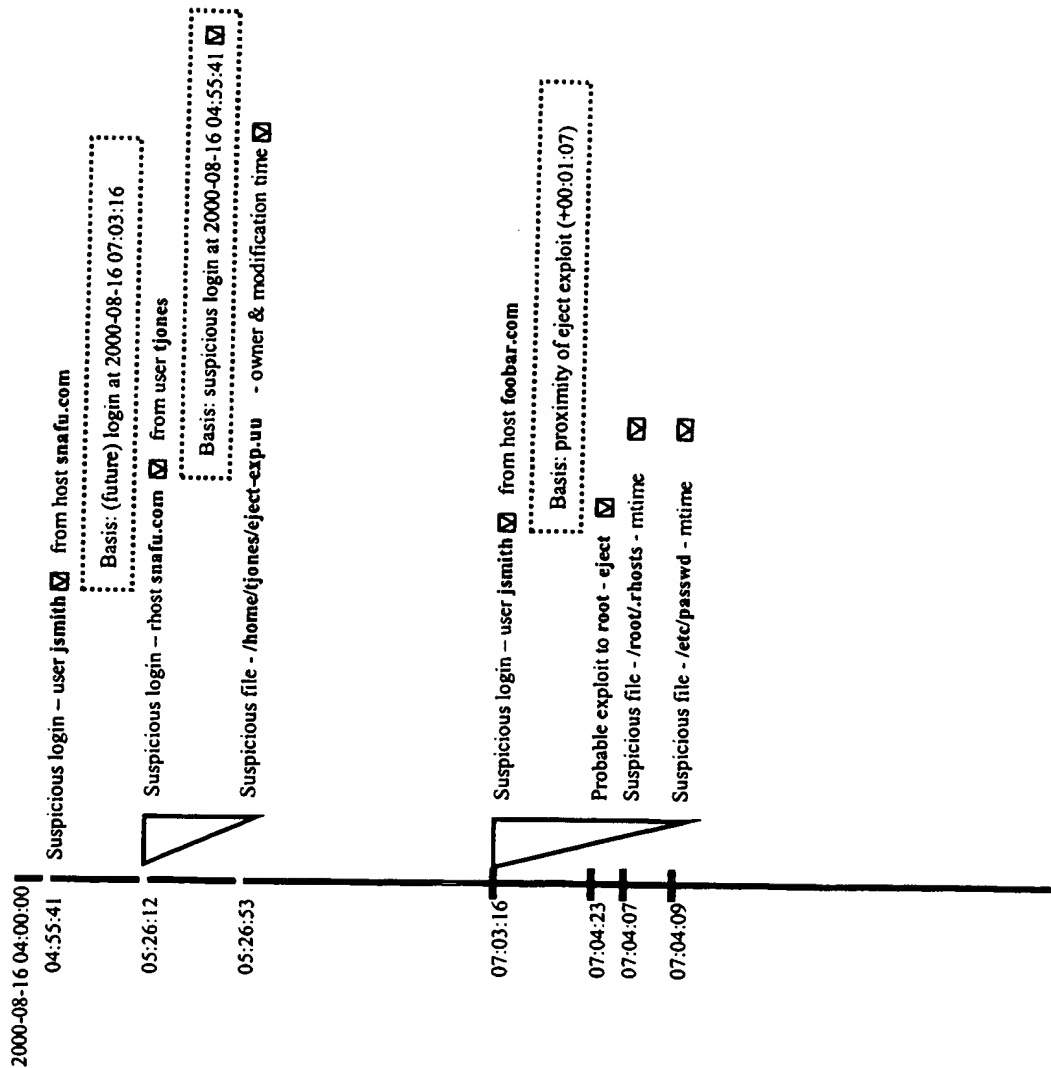 2000-08-16 04:00:00
04:55:41 Suspicious login – user jsmith ☑ from host snafu.com
Basis: (future) login at 2000-08-16 07:03:16
05:26:12 Suspicious login – rhost snafu.com ☑ from user tjones
Basis: suspicious login at 2000-08-16 04:55:41 ☑
05:26:53 Suspicious file - /home/tjones/eject-exp.uu - owner & modification time ☑
07:03:16 Suspicious login – user jsmith ☑ from host foobar.com
Basis: proximity of eject exploit (+00:01:07)
07:04:23 Probable exploit to root - eject ☑
07:04:07 Suspicious file - /root/.rhosts - mtime ☑
07:04:09 Suspicious file - /etc/passwd - mtime ☑